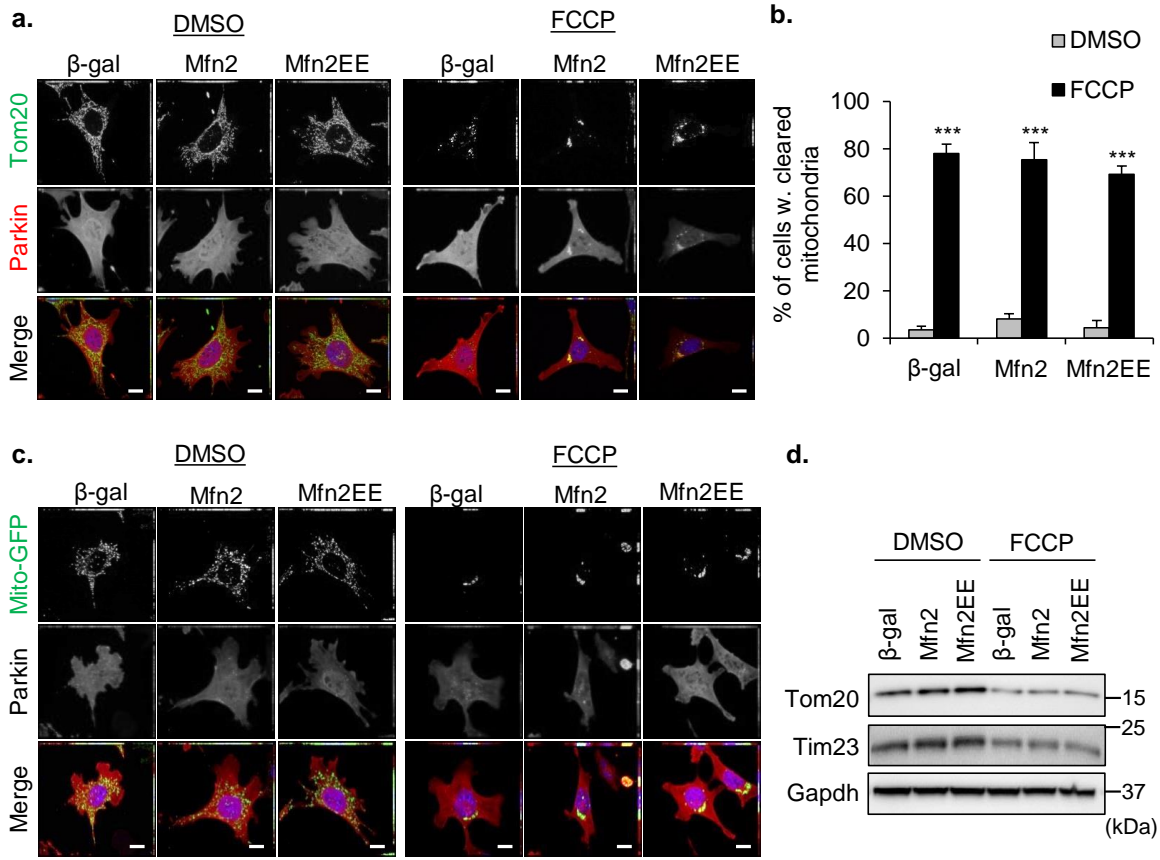 a.
DMSO
FCCP
β-gal Mfn2 Mfn2EE β-gal Mfn2 Mfn2EE
Tom20
Parkin
Merge
b.
DMSO
FCCP
% of cells w. cleared
mitochondria
100
80
60
40
20
0
*** *** ***
β-gal Mfn2 Mfn2EE
c.
DMSO
FCCP
β-gal Mfn2 Mfn2EE β-gal Mfn2 Mfn2EE
Mito-GFP
Parkin
Merge
d.
DMSO FCCP
β-gal Mfn2 Mfn2EE β-gal Mfn2 Mfn2EE
Tom20
15
25
Tim23
Gapdh
37
(kDa)